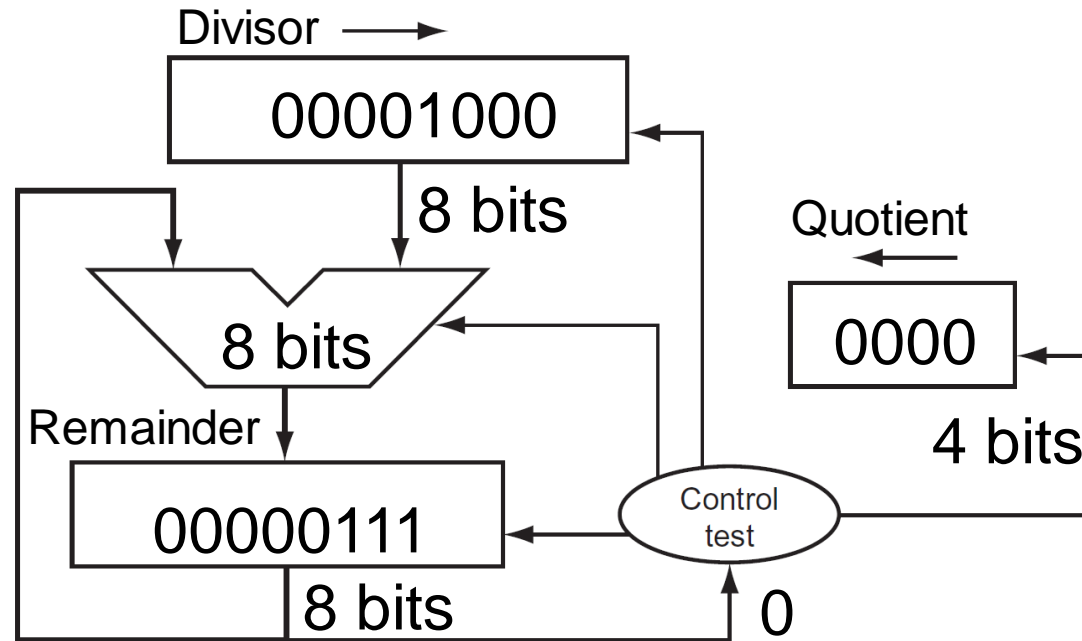 Divisor
00001000
8 bits
Quotient
8 bits
0000
Remainder
4 bits
Control
test
00000111
8 bits
0